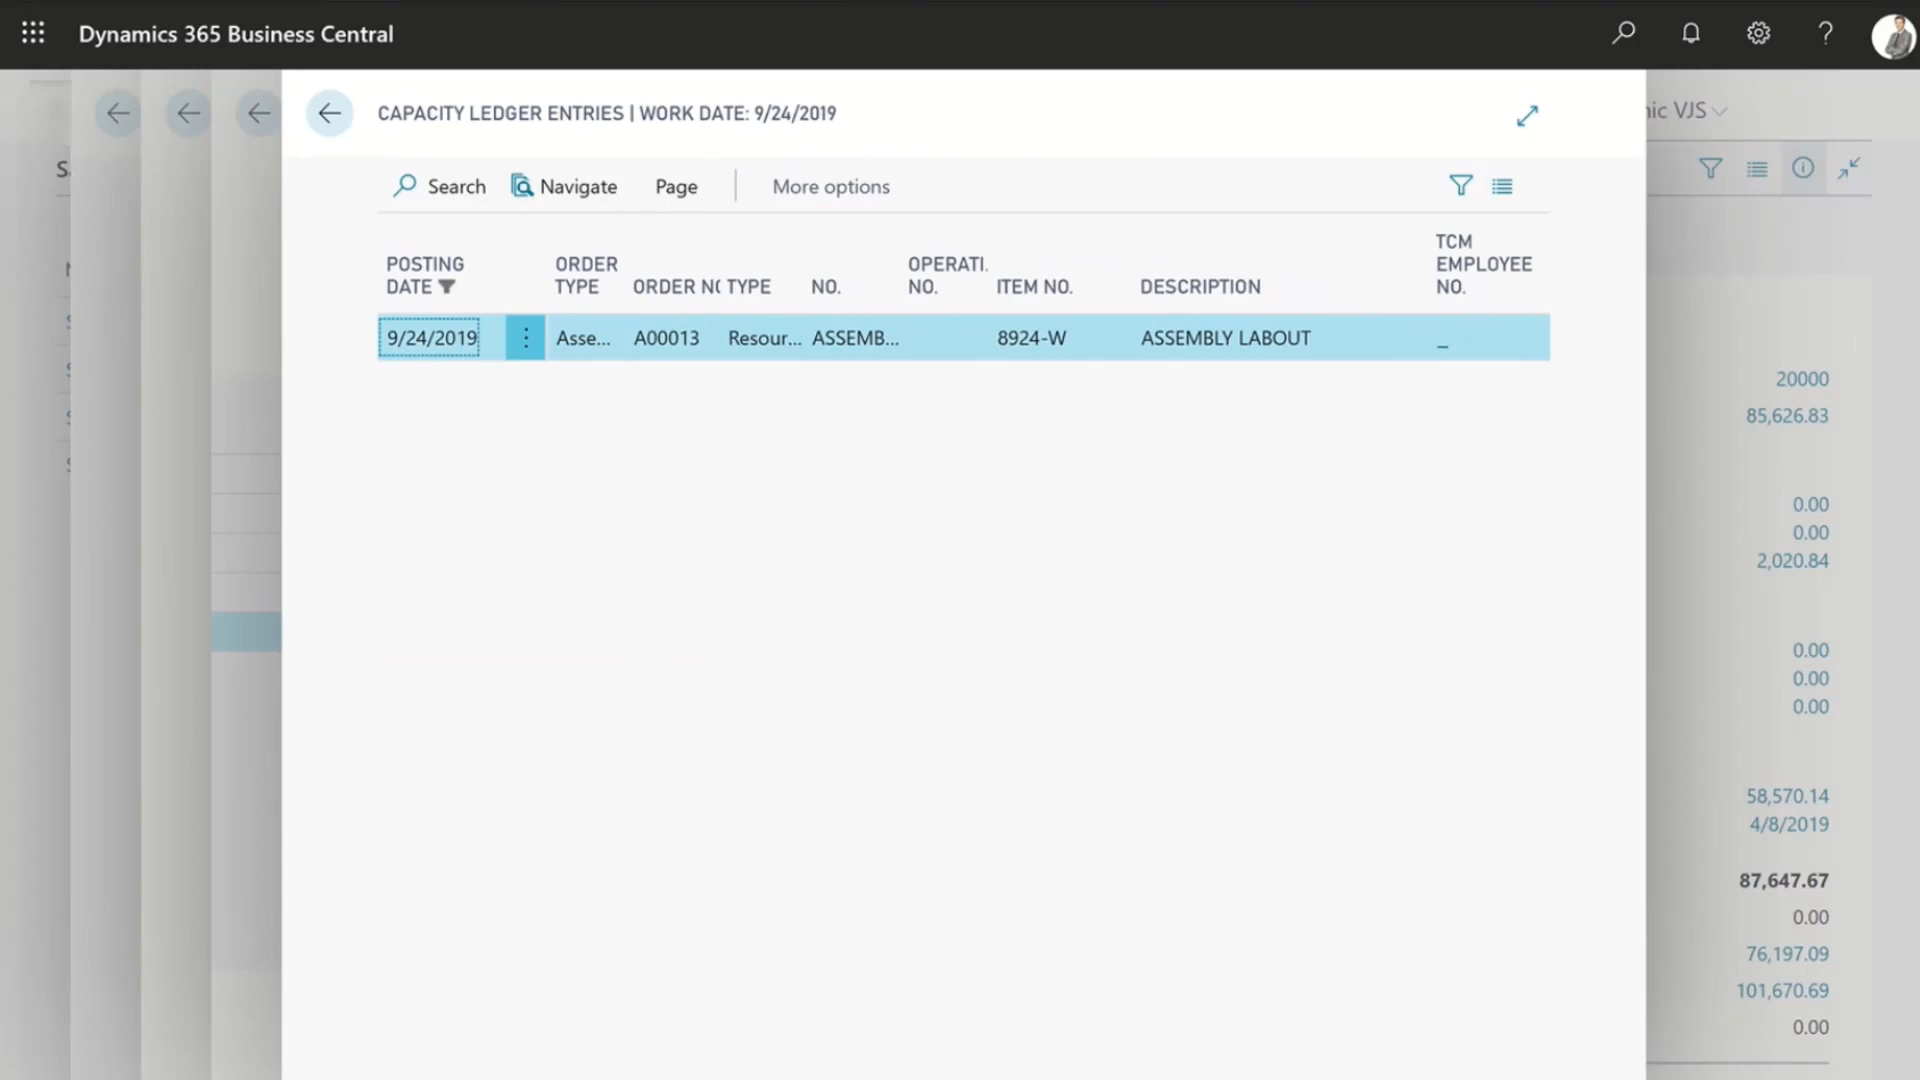 Dynamics 365 Business Central
?
CAPACITY LEDGER ENTRIES | WORK DATE: 9/24/2019
Search
Navigate
Page
More options
POSTING DATE
ORDER TYPE
ORDER NO
TYPE
NO.
OPERATI. NO.
ITEM NO.
DESCRIPTION
TCM EMPLOYEE NO.
9/24/2019
Asse...
A00013
Resour...
ASSEMB...
8924-W
ASSEMBLY LABOUT
_
VJS
20000
85,626.83
0.00
0.00
2,020.84
0.00
0.00
0.00
58,570.14
4/8/2019
87,647.67
0.00
76,197.09
101,670.69
0.00